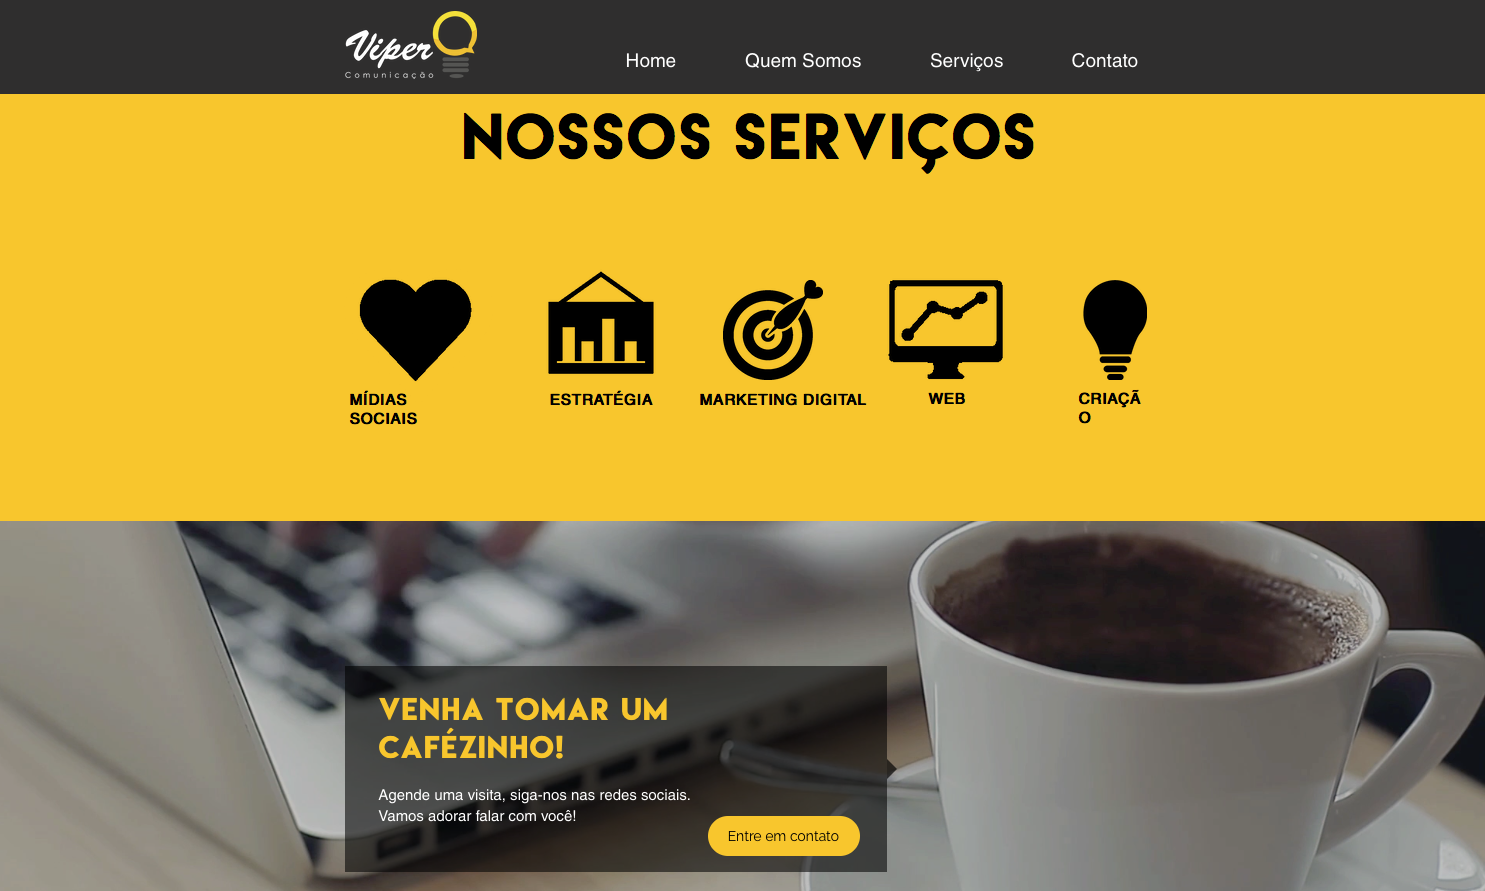 Viper
Comunicação
Home
Quem Somos
Serviços
Contato
NOSSOS SERVIÇOS
MÍDIAS
SOCIAIS
ESTRATÉGIA
MARKETING DIGITAL
WEB
CRIAÇÃ
O
VENHA TOMAR UM
CAFÉZINHO!
Agende uma visita, siga-nos nas redes sociais.
Vamos adorar falar com você!
Entre em contato